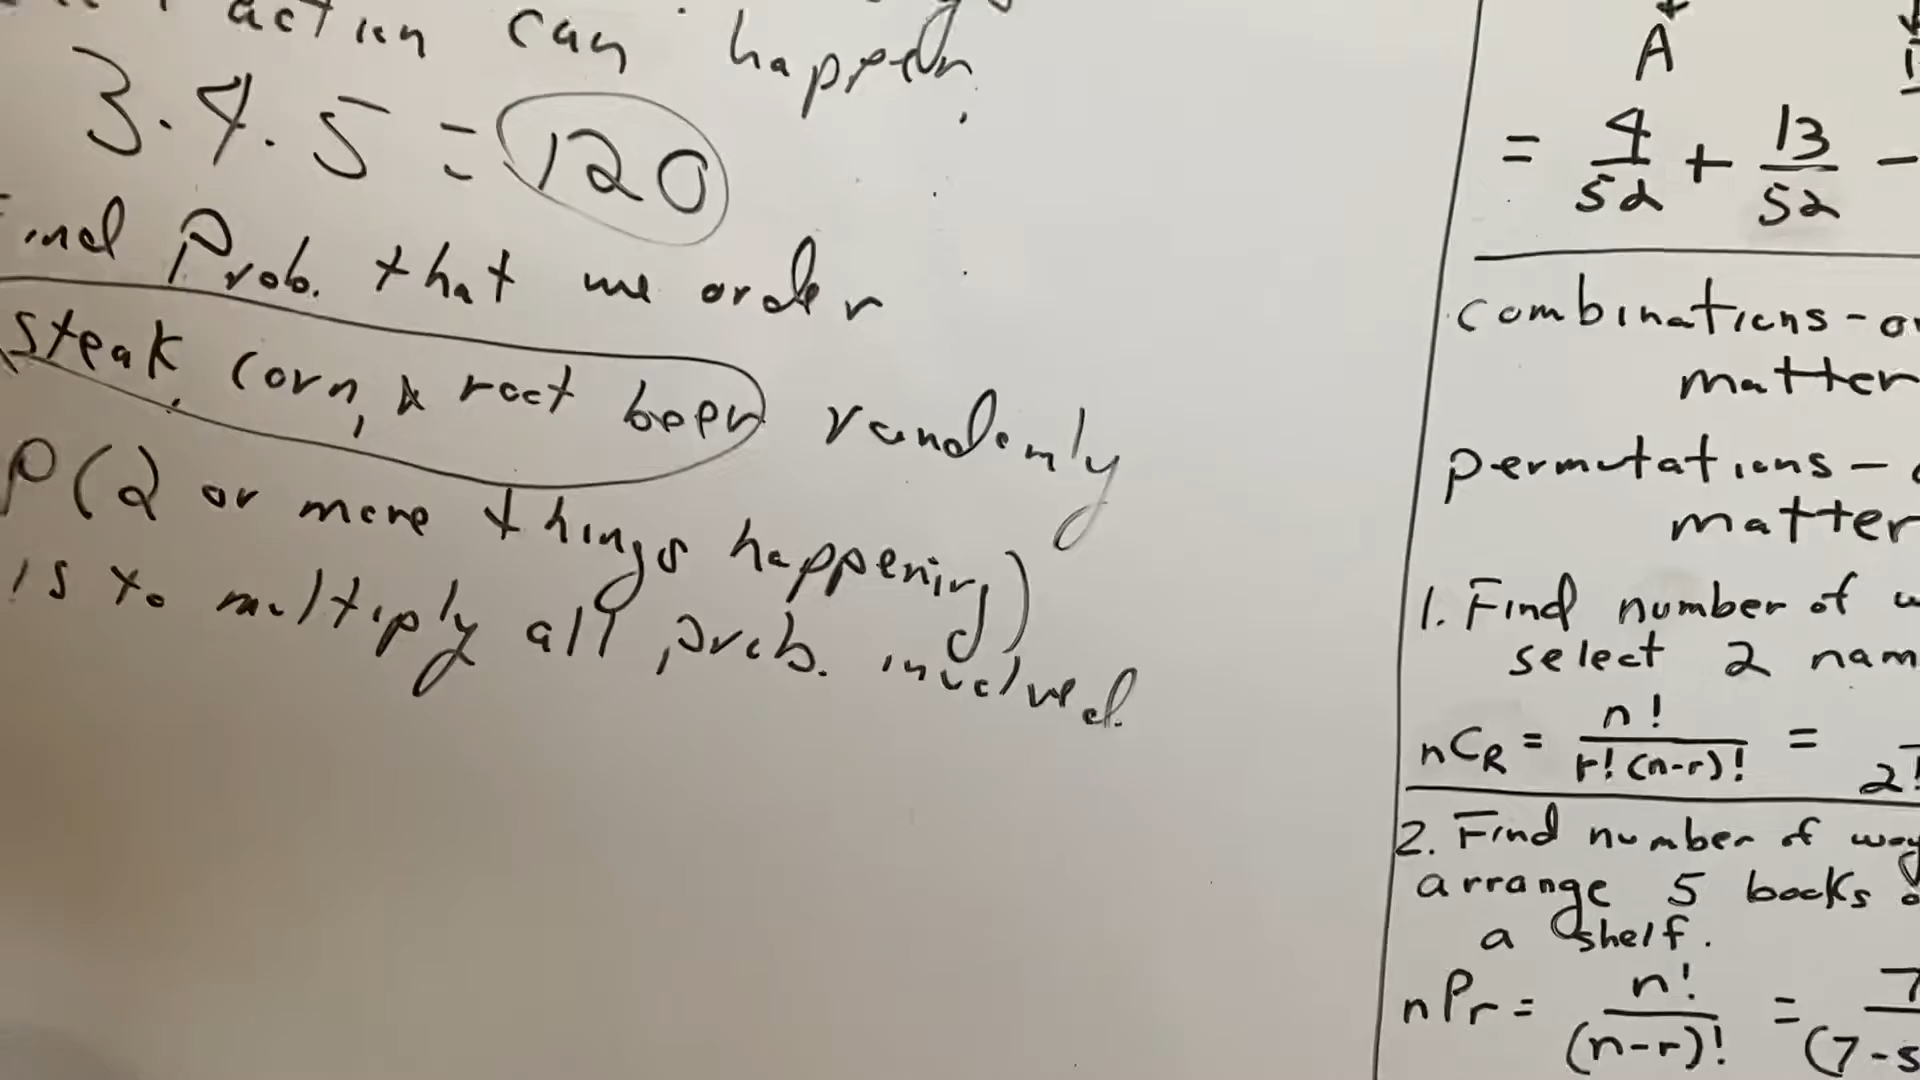 action can happen.
3.4.5 = 120
Find Prob. that we order
steak, corn, & root beer randomly
P(2 or more things happening)
is to multiply all prob. involved.
A
= 4/52 + 13/52 -
combinations -
matter
permutations -
matter
1. Find number of
select 2
nCR = n!/r!(n-r)! = 2!
2. Find number of
arrange 5 books
a shelf.
nPr = n!/(n-r)! = 7/(7-5